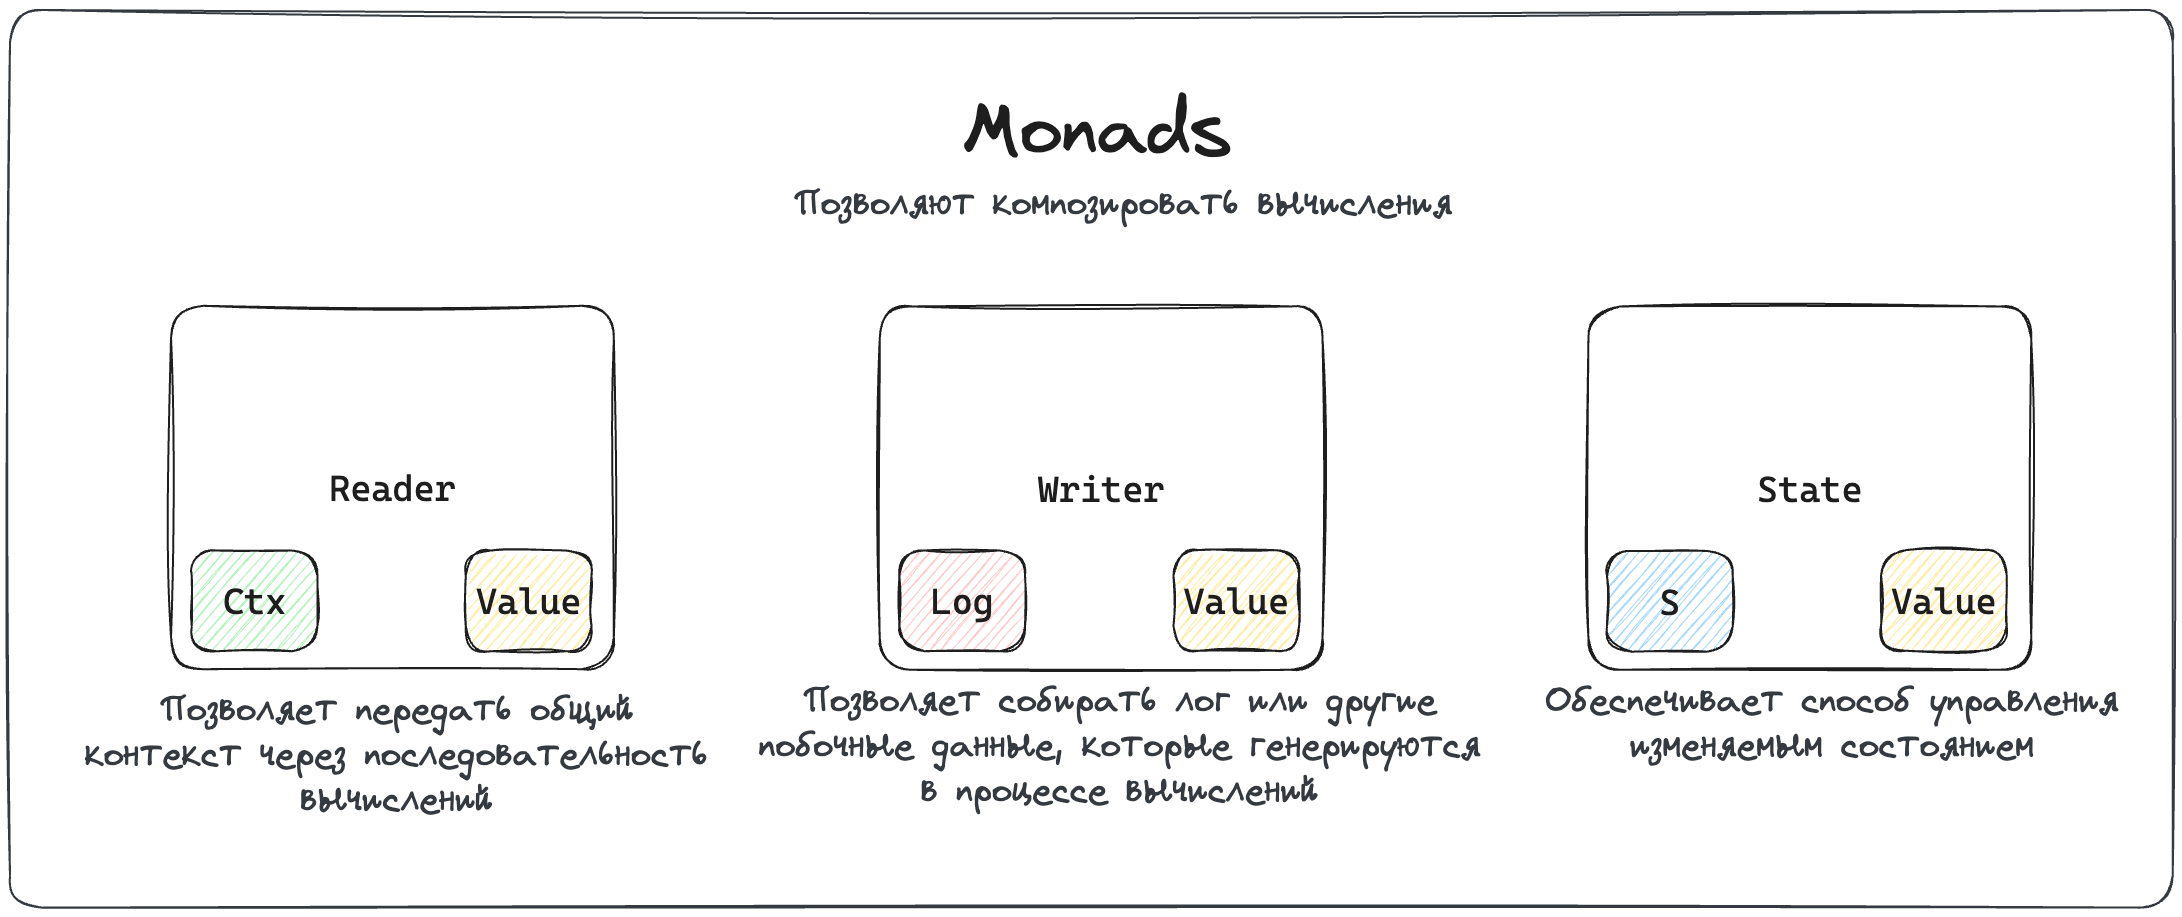 Monads
Позволяют композировать вычисления
Reader
Ctx
Value
Позволяет передать общий
контекст через последовательность
вычислений
Writer
Log
Value
Позволяет собирать лог или другие
побочные данные, которые генерируются
в процессе вычислений
State
S
Value
Обеспечивает способ управления
изменяемым состоянием